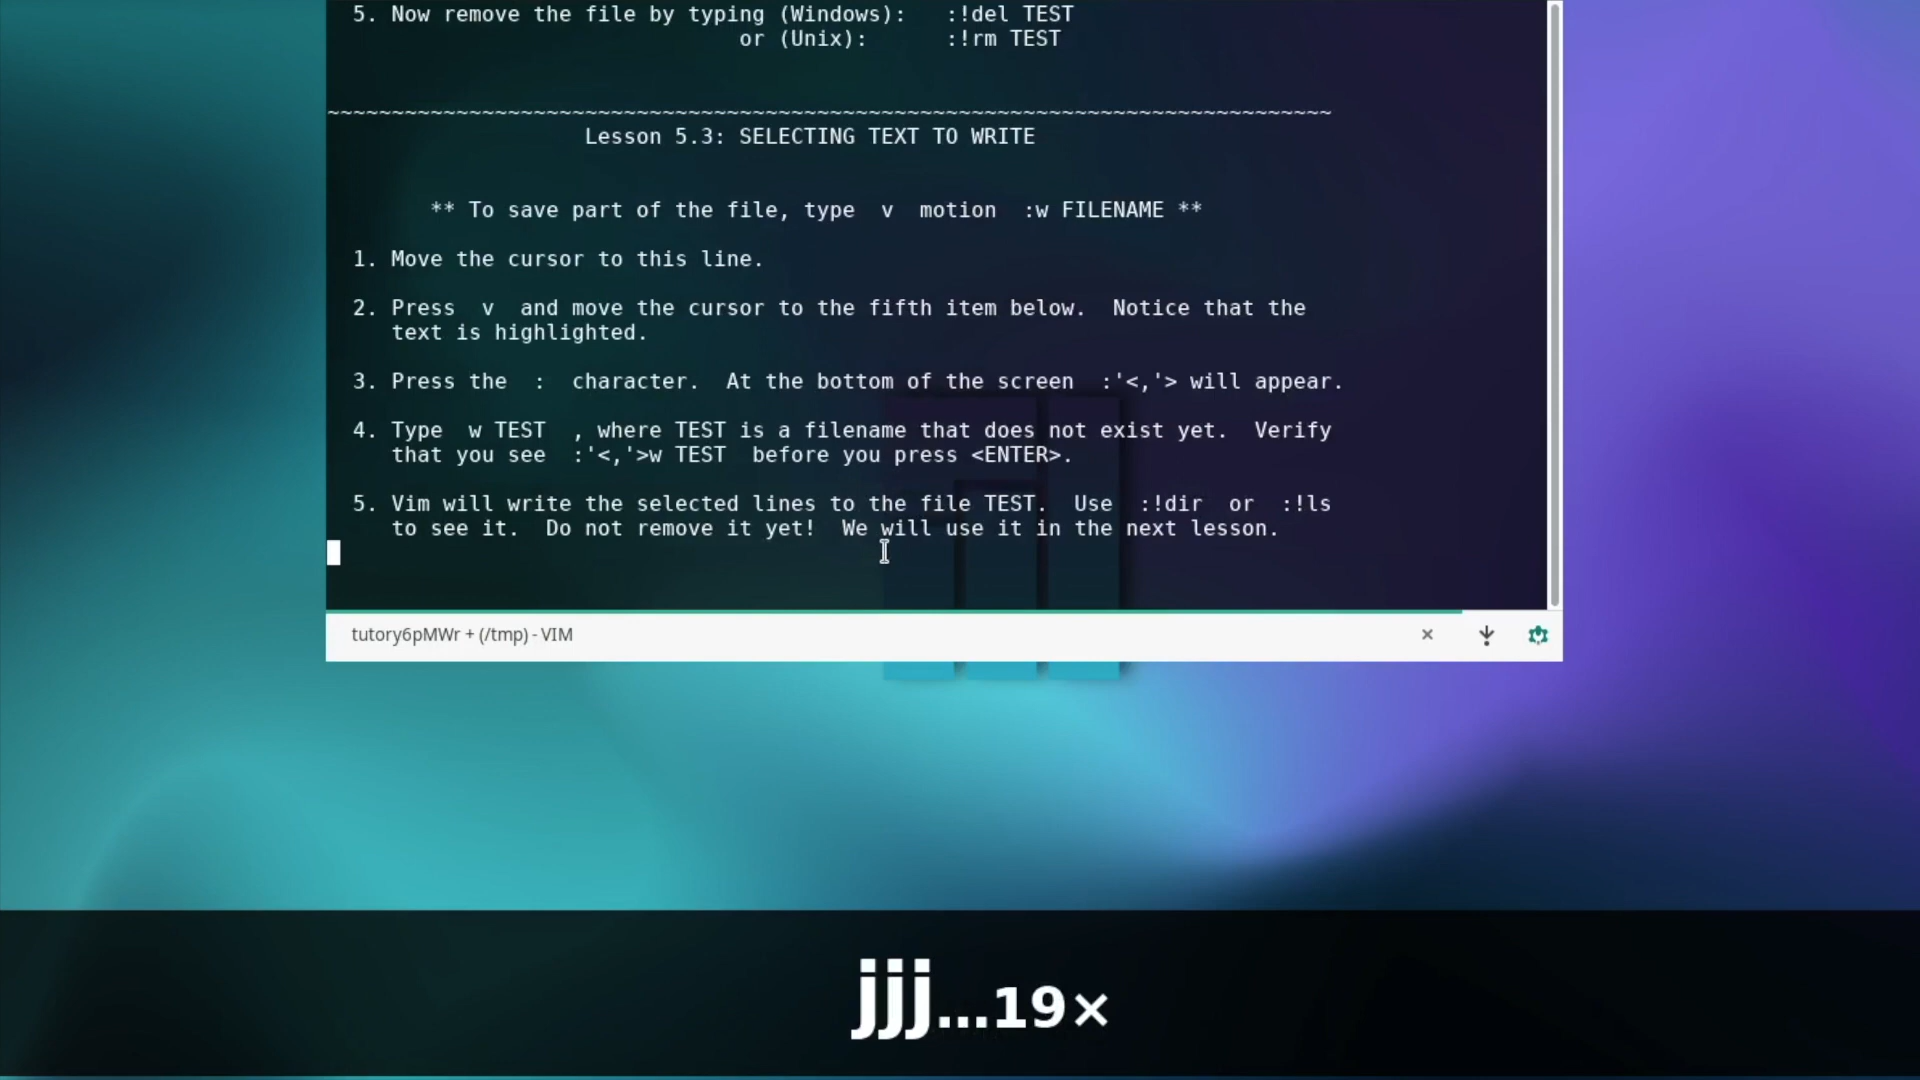 5. Now remove the file by typing (Windows):   :!del TEST
or (Unix):      :!rm TEST
~~~~~~~~~~~~~~~~~~~~~~~~~~~~~~~~~~~~~~~~~~~~~~~~~~~~~~~~~~~~~~~~~~~~~~~~~~~~~~
Lesson 5.3: SELECTING TEXT TO WRITE
** To save part of the file, type  v  motion  :w FILENAME **
1. Move the cursor to this line.
2. Press  v  and move the cursor to the fifth item below.  Notice that the
text is highlighted.
3. Press the  :  character.  At the bottom of the screen  :'<,'> will appear.
4. Type  w TEST  , where TEST is a filename that does not exist yet.  Verify
that you see  :'<,'>w TEST  before you press <ENTER>.
5. Vim will write the selected lines to the file TEST.  Use  :!dir  or  :!ls
to see it.  Do not remove it yet!  We will use it in the next lesson.
tutory6pMWr + (/tmp) - VIM
jjj...19×